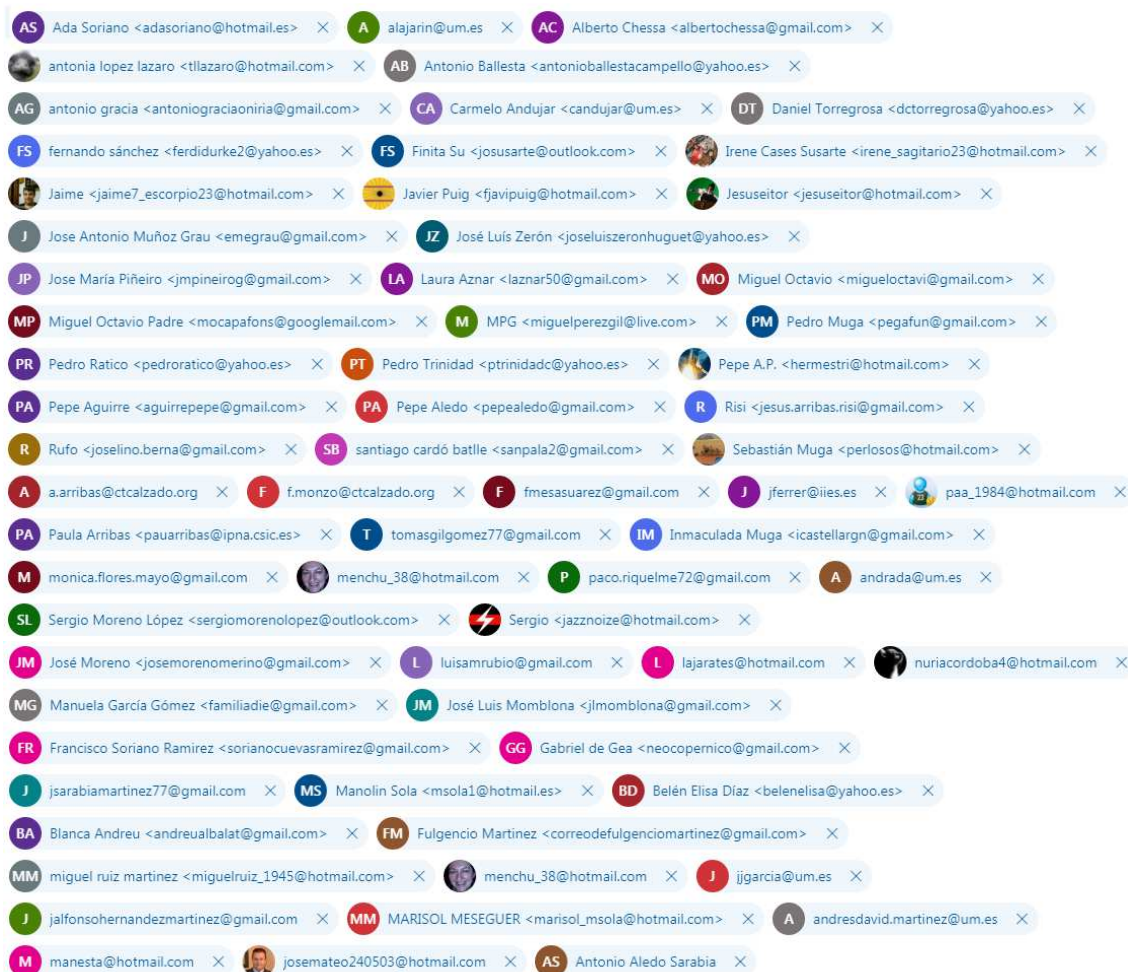 AS Ada Soriano <adasoriano@hotmail.es> × A alajarin@um.es × AC Alberto Chessa <albertochessa@gmail.com> ×
antonia lopez lazaro <tllazaro@hotmail.com> × AB Antonio Ballesta <antonioballestacampello@yahoo.es> ×
AG antonio gracia <antoniograciaoniria@gmail.com> × CA Carmelo Andujar <candujar@um.es> × DT Daniel Torregrosa <dctorregrosa@yahoo.es> ×
FS fernando sánchez <ferdidurke2@yahoo.es> × FS Finita Su <josusarte@outlook.com> × Irene Cases Susarte <irene_sagitario23@hotmail.com> ×
Jaime <jaime7_escorpio23@hotmail.com> × Javier Puig <fjavipuig@hotmail.com> × Jesuseitor <jesuseitor@hotmail.com> ×
J Jose Antonio Muñoz Grau <emegrau@gmail.com> × JZ José Luís Zerón <joseluiszeronhuguet@yahoo.es> ×
JP Jose María Piñeiro <jmpineirog@gmail.com> × LA Laura Aznar <laznar50@gmail.com> × MO Miguel Octavio <migueloctavi@gmail.com> ×
MP Miguel Octavio Padre <mocapafons@googlemail.com> × M MPG <miguelperezgil@live.com> × PM Pedro Muga <pegafun@gmail.com> ×
PR Pedro Ratico <pedroratico@yahoo.es> × PT Pedro Trinidad <ptrinidadc@yahoo.es> × Pepe A.P. <hermestri@hotmail.com> ×
PA Pepe Aguirre <aguirrepepe@gmail.com> × PA Pepe Aledo <pepealedo@gmail.com> × R Risi <jesus.arribas.risi@gmail.com> ×
R Rufo <joselino.berna@gmail.com> × SB santiago cardó batlle <sanpala2@gmail.com> × Sebastián Muga <perlosos@hotmail.com> ×
A a.arribas@ctcalzado.org × F f.monzo@ctcalzado.org × F fmesasuarez@gmail.com × J jferrer@iies.es × paa_1984@hotmail.com ×
PA Paula Arribas <pauarribas@ipna.csic.es> × T tomasgilgomez77@gmail.com × IM Inmaculada Muga <icastellargn@gmail.com> ×
M monica.flores.mayo@gmail.com × menchu_38@hotmail.com × P paco.riquelme72@gmail.com × A andrada@um.es ×
SL Sergio Moreno López <sergiomorenolopez@outlook.com> × Sergio <jazznoize@hotmail.com> ×
JM José Moreno <josemorenomerino@gmail.com> × L luisamrubio@gmail.com × L lajarates@hotmail.com × nuriacordoba4@hotmail.com ×
MG Manuela García Gómez <familiadie@gmail.com> × JM José Luis Momblona <jlmomblona@gmail.com> ×
FR Francisco Soriano Ramirez <sorianocuevasramirez@gmail.com> × GG Gabriel de Gea <neocopernico@gmail.com> ×
J jsarabiamartinez77@gmail.com × MS Manolin Sola <msola1@hotmail.es> × BD Belén Elisa Díaz <belenelisa@yahoo.es> ×
BA Blanca Andreu <andreualbalat@gmail.com> × FM Fulgencio Martinez <correodefulgenciomartinez@gmail.com> ×
MM miguel ruiz martinez <miguelruiz_1945@hotmail.com> × menchu_38@hotmail.com × J jjgarcia@um.es ×
J jalfonsohernandezmartinez@gmail.com × MM MARISOL MESEGUER <marisol_msola@hotmail.com> × A andresdavid.martinez@um.es ×
M manesta@hotmail.com × josemateo240503@hotmail.com × AS Antonio Aledo Sarabia ×